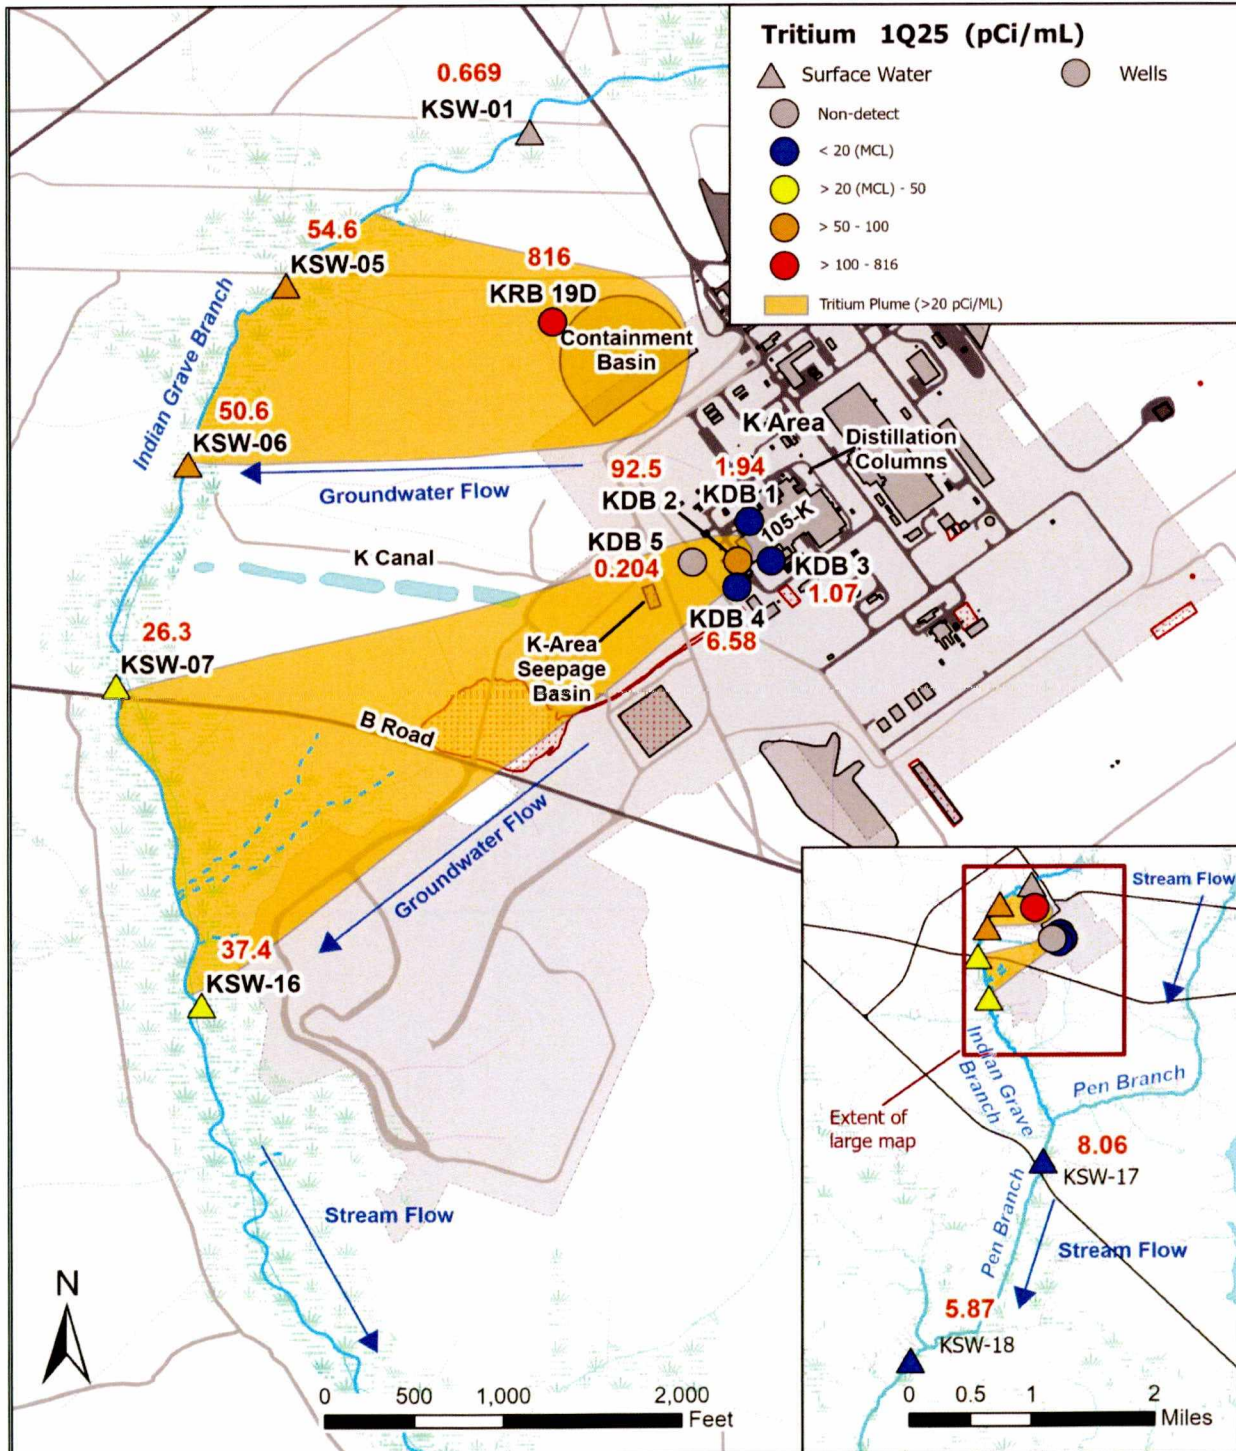 Tritium 1Q25 (pCi/mL)
Surface Water
Wells
Non-detect
< 20 (MCL)
> 20 (MCL) - 50
> 50 - 100
> 100 - 816
Tritium Plume (>20 pCi/ML)
0.669
KSW-01
54.6
KSW-05
816
KRB 19D
Containment
Basin
Indian Grave Branch
50.6
KSW-06
Groundwater Flow
K Area
Distillation
Columns
92.5
KDB 2
1.94
KDB 1
105-K
KDB 5
0.204
KDB 3
1.07
KDB 4
6.58
K Canal
K-Area
Seepage
Basin
26.3
KSW-07
B Road
Groundwater Flow
37.4
KSW-16
Stream Flow
N
0 500 1,000 2,000
Feet
Stream Flow
Indian Grave
Branch
Pen Branch
Extent of
large map
8.06
KSW-17
Pen Branch
Stream Flow
5.87
KSW-18
0 0.5 1 2
Miles